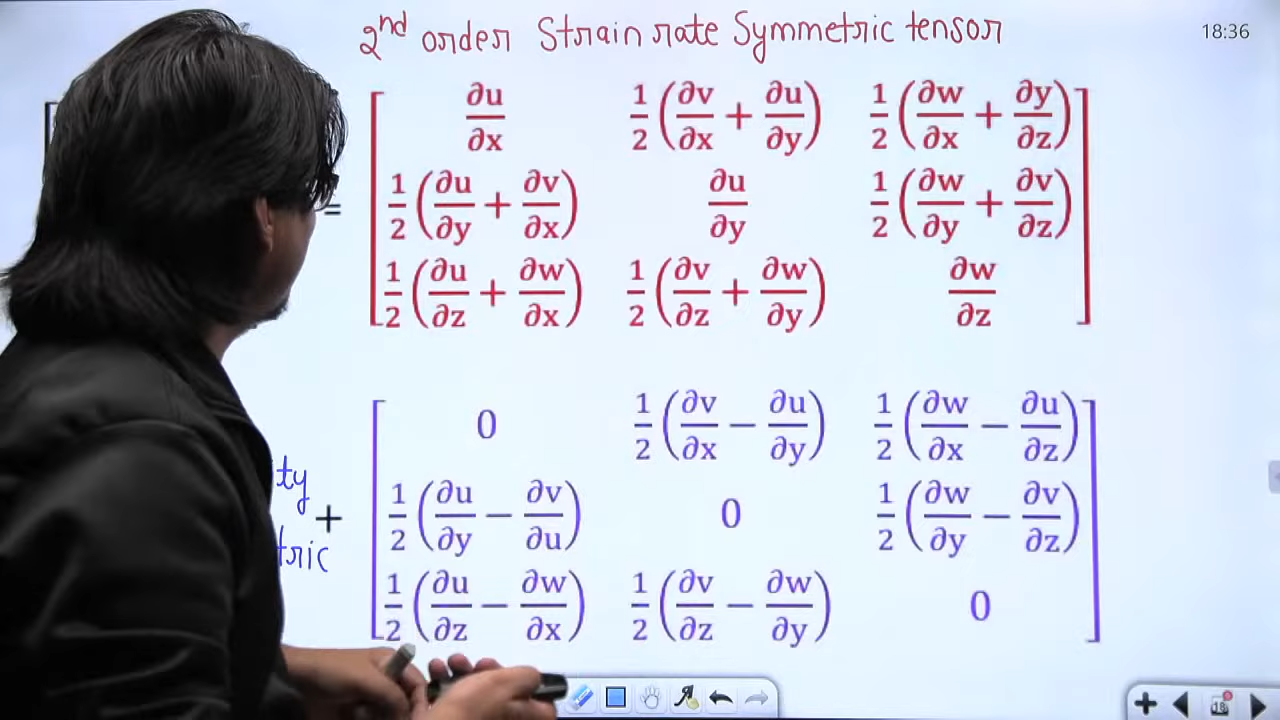 2nd order Strain rate Symmetric tensor
18:36
= [ ∂u/∂x 1/2(∂v/∂x + ∂u/∂y) 1/2(∂w/∂x + ∂y/∂z) ]
[ 1/2(∂u/∂y + ∂v/∂x) ∂u/∂y 1/2(∂w/∂y + ∂v/∂z) ]
[ 1/2(∂u/∂z + ∂w/∂x) 1/2(∂v/∂z + ∂w/∂y) ∂w/∂z ]
+ [ 0 1/2(∂v/∂x − ∂u/∂y) 1/2(∂w/∂x − ∂u/∂z) ]
ty
[ 1/2(∂u/∂y − ∂v/∂u) 0 1/2(∂w/∂y − ∂v/∂z) ]
tric
[ 1/2(∂u/∂z − ∂w/∂x) 1/2(∂v/∂z − ∂w/∂y) 0 ]
18